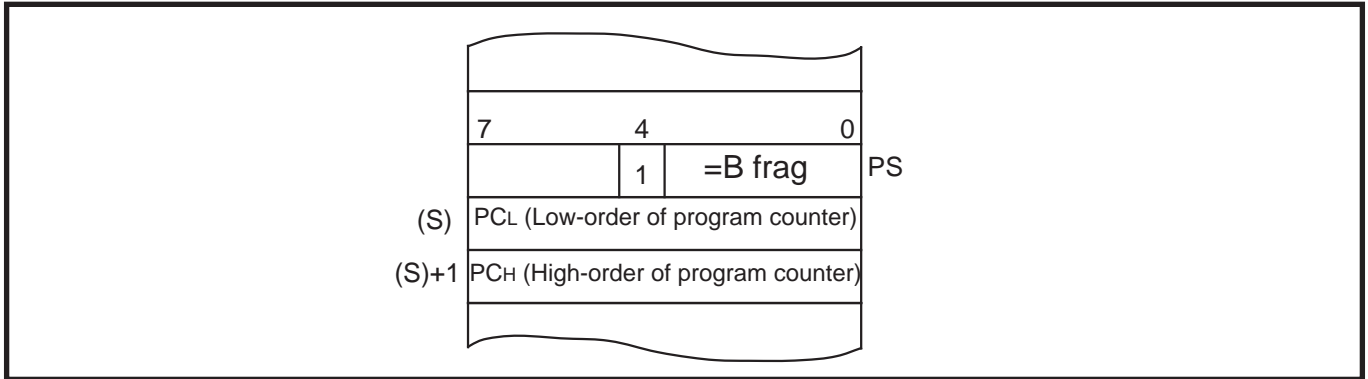 7 4 0
1 =B frag PS
(S) PCL (Low-order of program counter)
(S)+1 PCH (High-order of program counter)